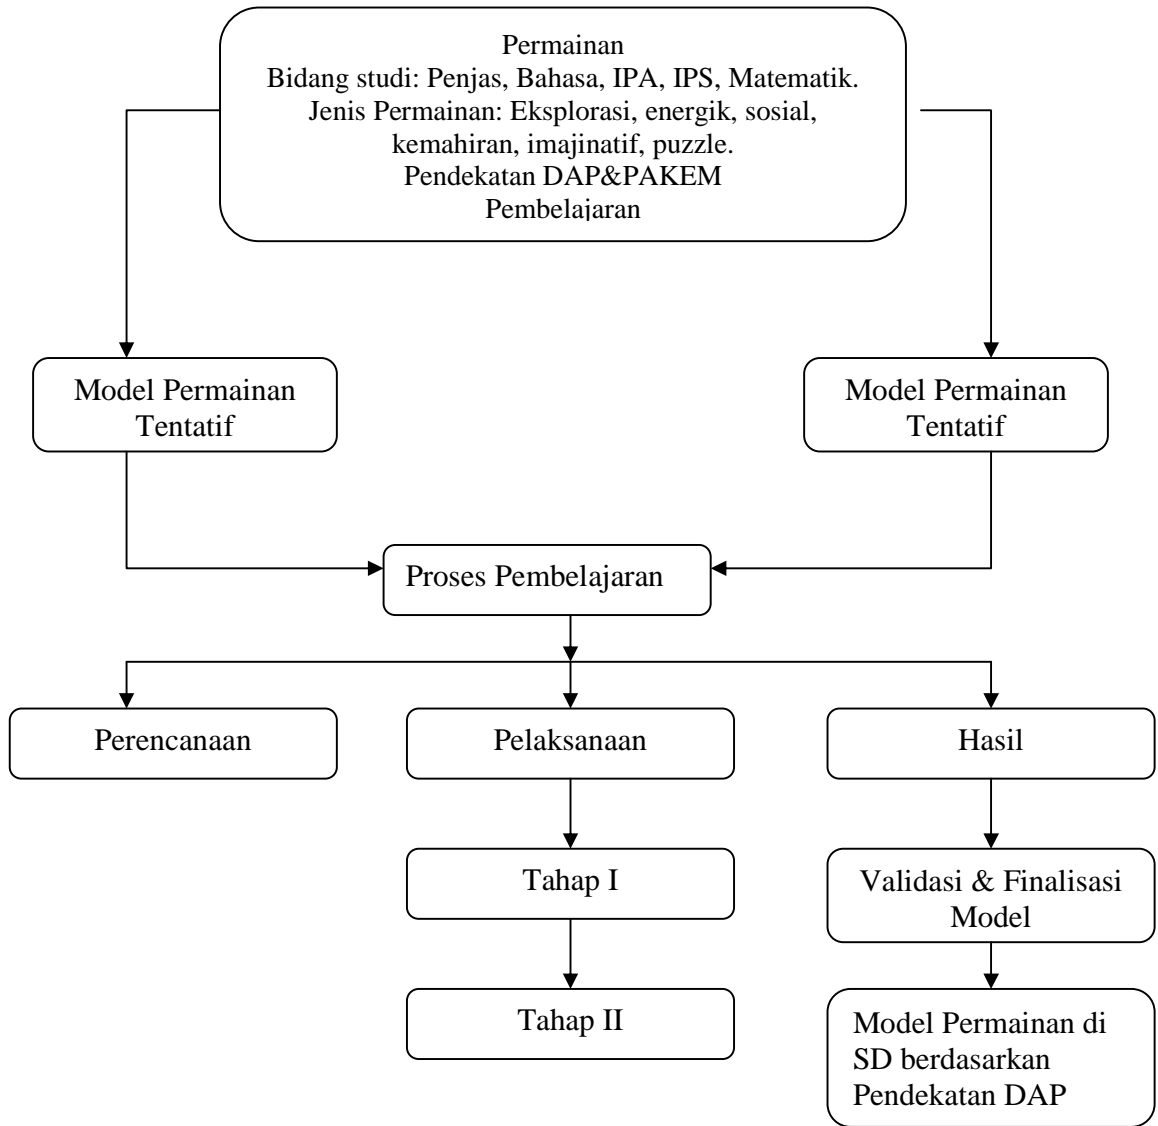 Permainan
Bidang studi: Penjas, Bahasa, IPA, IPS, Matematik.
Jenis Permainan: Eksplorasi, energik, sosial,
kemahiran, imajinatif, puzzle.
Pendekatan DAP&PAKEM
Pembelajaran
Model Permainan
Tentatif
Model Permainan
Tentatif
Proses Pembelajaran
Perencanaan
Pelaksanaan
Hasil
Tahap I
Validasi & Finalisasi
Model
Tahap II
Model Permainan di
SD berdasarkan
Pendekatan DAP